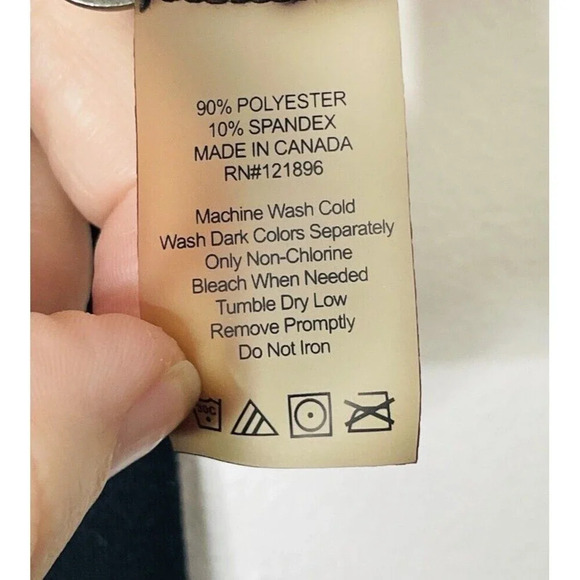 90% POLYESTER
10% SPANDEX
MADE IN CANADA
RN#121896
Machine Wash Cold
Wash Dark Colors Separately
Only Non-Chlorine
Bleach When Needed
Tumble Dry Low
Remove Promptly
Do Not Iron
30C